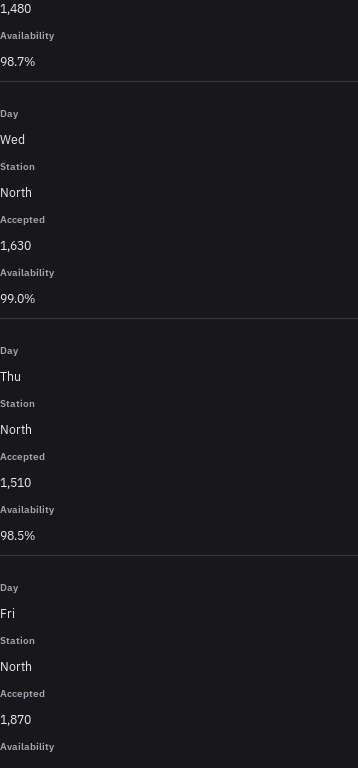 1,480
Availability
98.7%
Day
Wed
Station
North
Accepted
1,630
Availability
99.0%
Day
Thu
Station
North
Accepted
1,510
Availability
98.5%
Day
Fri
Station
North
Accepted
1,870
Availability